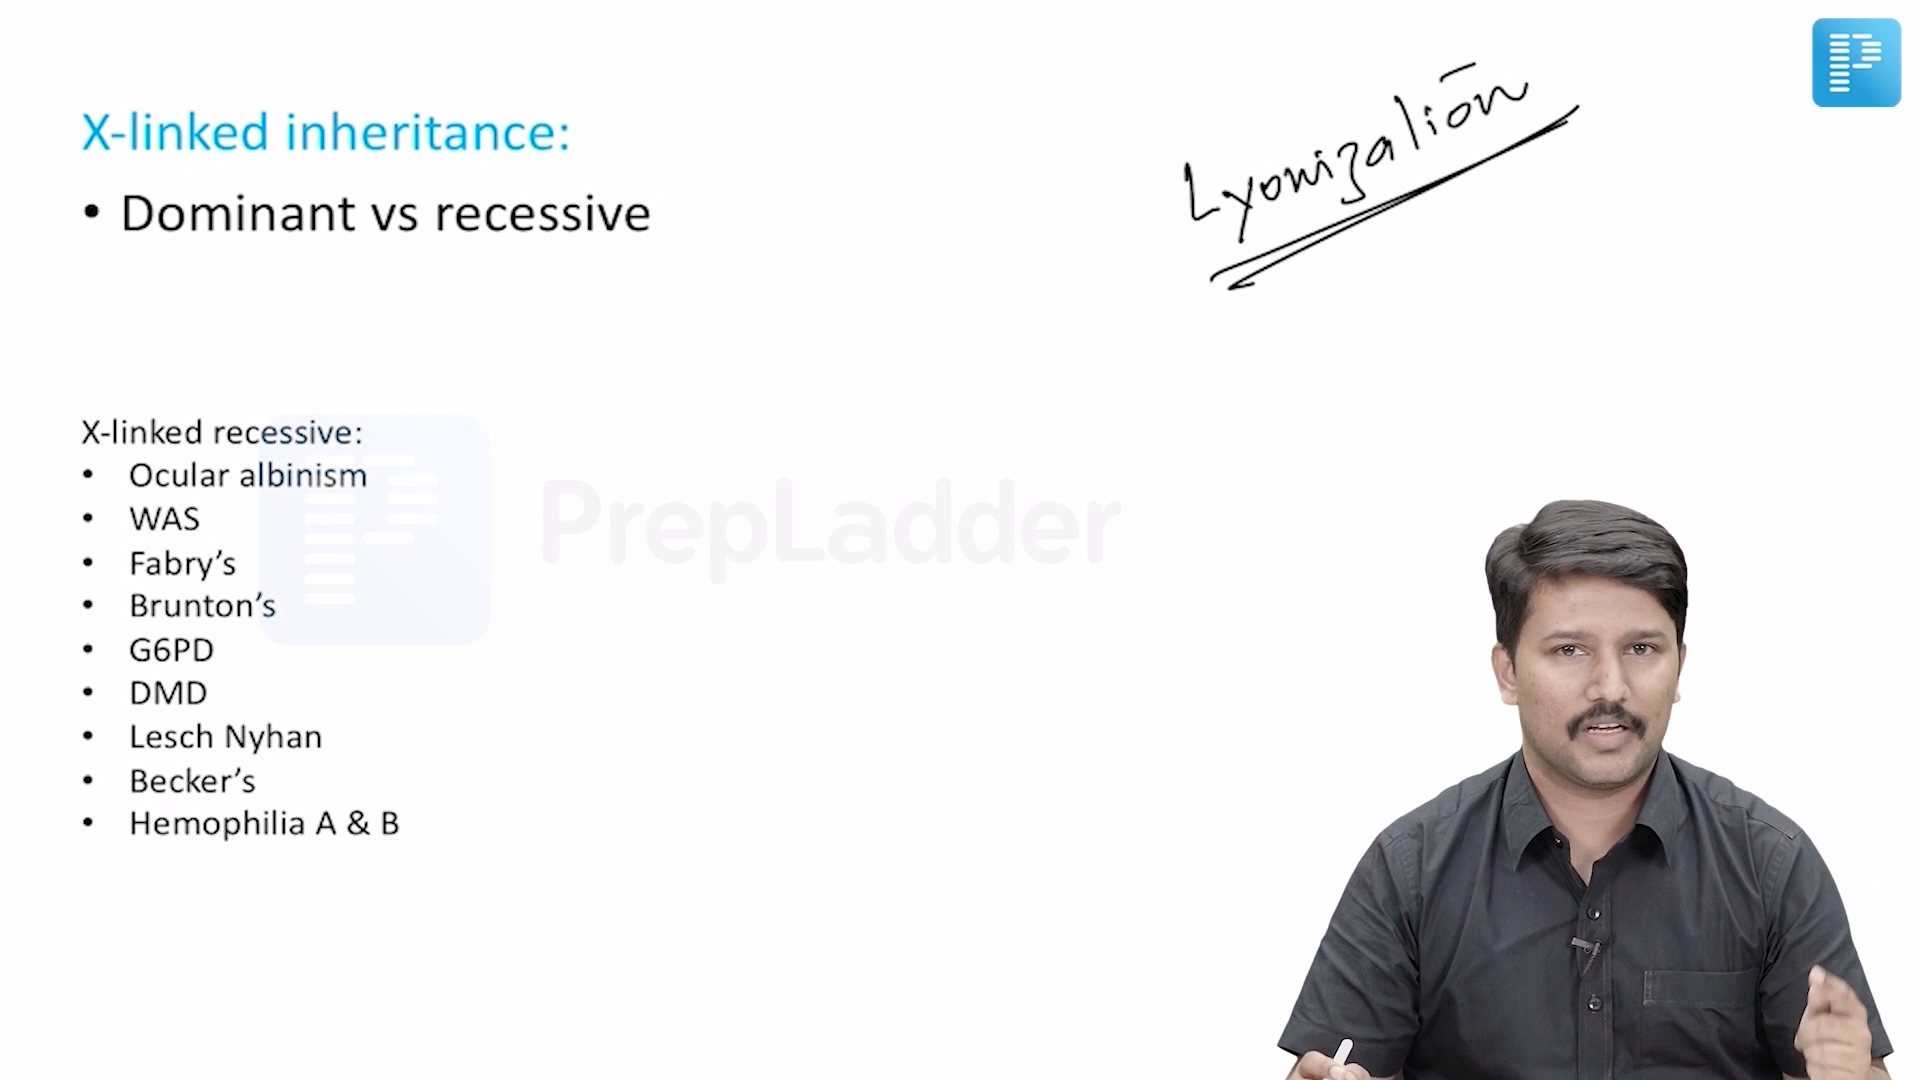 X-linked inheritance:
• Dominant vs recessive
Lyonization
X-linked recessive:
• Ocular albinism
• WAS
• Fabry’s
• Brunton’s
• G6PD
• DMD
• Lesch Nyhan
• Becker’s
• Hemophilia A & B
PrepLadder